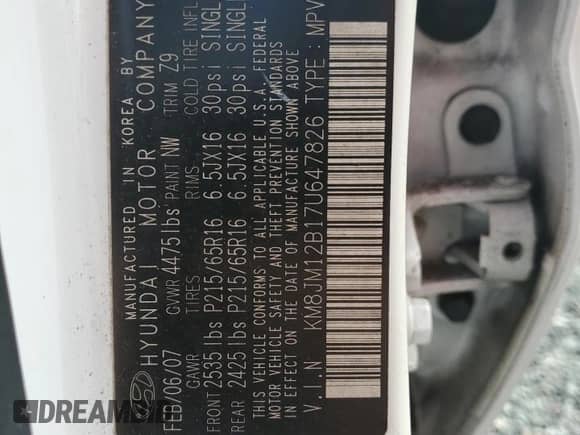 MANUFACTURED IN KOREA BY
HYUNDAI MOTOR COMPANY
FEB/06/07 GVWR 4475lbs PAINT NW TRIM Z9
GAWR TIRES RIMS COLD TIRE INFL
FRONT 2535 lbs P215/65R16 6.5JX16 30psi SINGL
REAR 2425 lbs P215/65R16 6.5JX16 30psi SINGL
THIS VEHICLE CONFORMS TO ALL APPLICABLE U.S.A. FEDERAL
MOTOR VEHICLE SAFETY AND THEFT PREVENTION STANDARDS
IN EFFECT ON THE DATE OF MANUFACTURE SHOWN ABOVE
V.I.N KM8JM12B17U647826 TYPE : MPV
DREAMBID